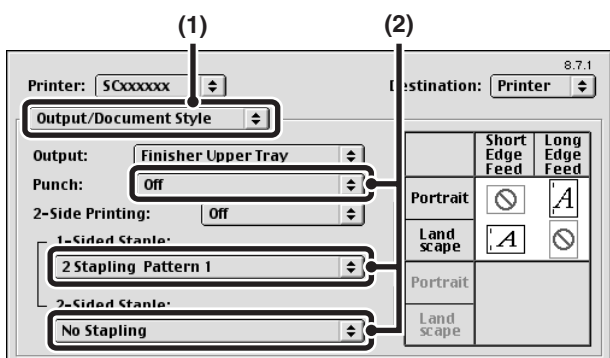 (1) (2)
8.7.1
Printer: SCxxxxxx Destination: Printer
Output/Document Style
Output: Finisher Upper Tray
Punch: Off
2-Side Printing: Off
1-Sided Staple:
2 Stapling Pattern 1
2-Sided Staple:
No Stapling
Short Edge Feed
Long Edge Feed
Portrait
A
Land scape
A
Portrait
Land scape